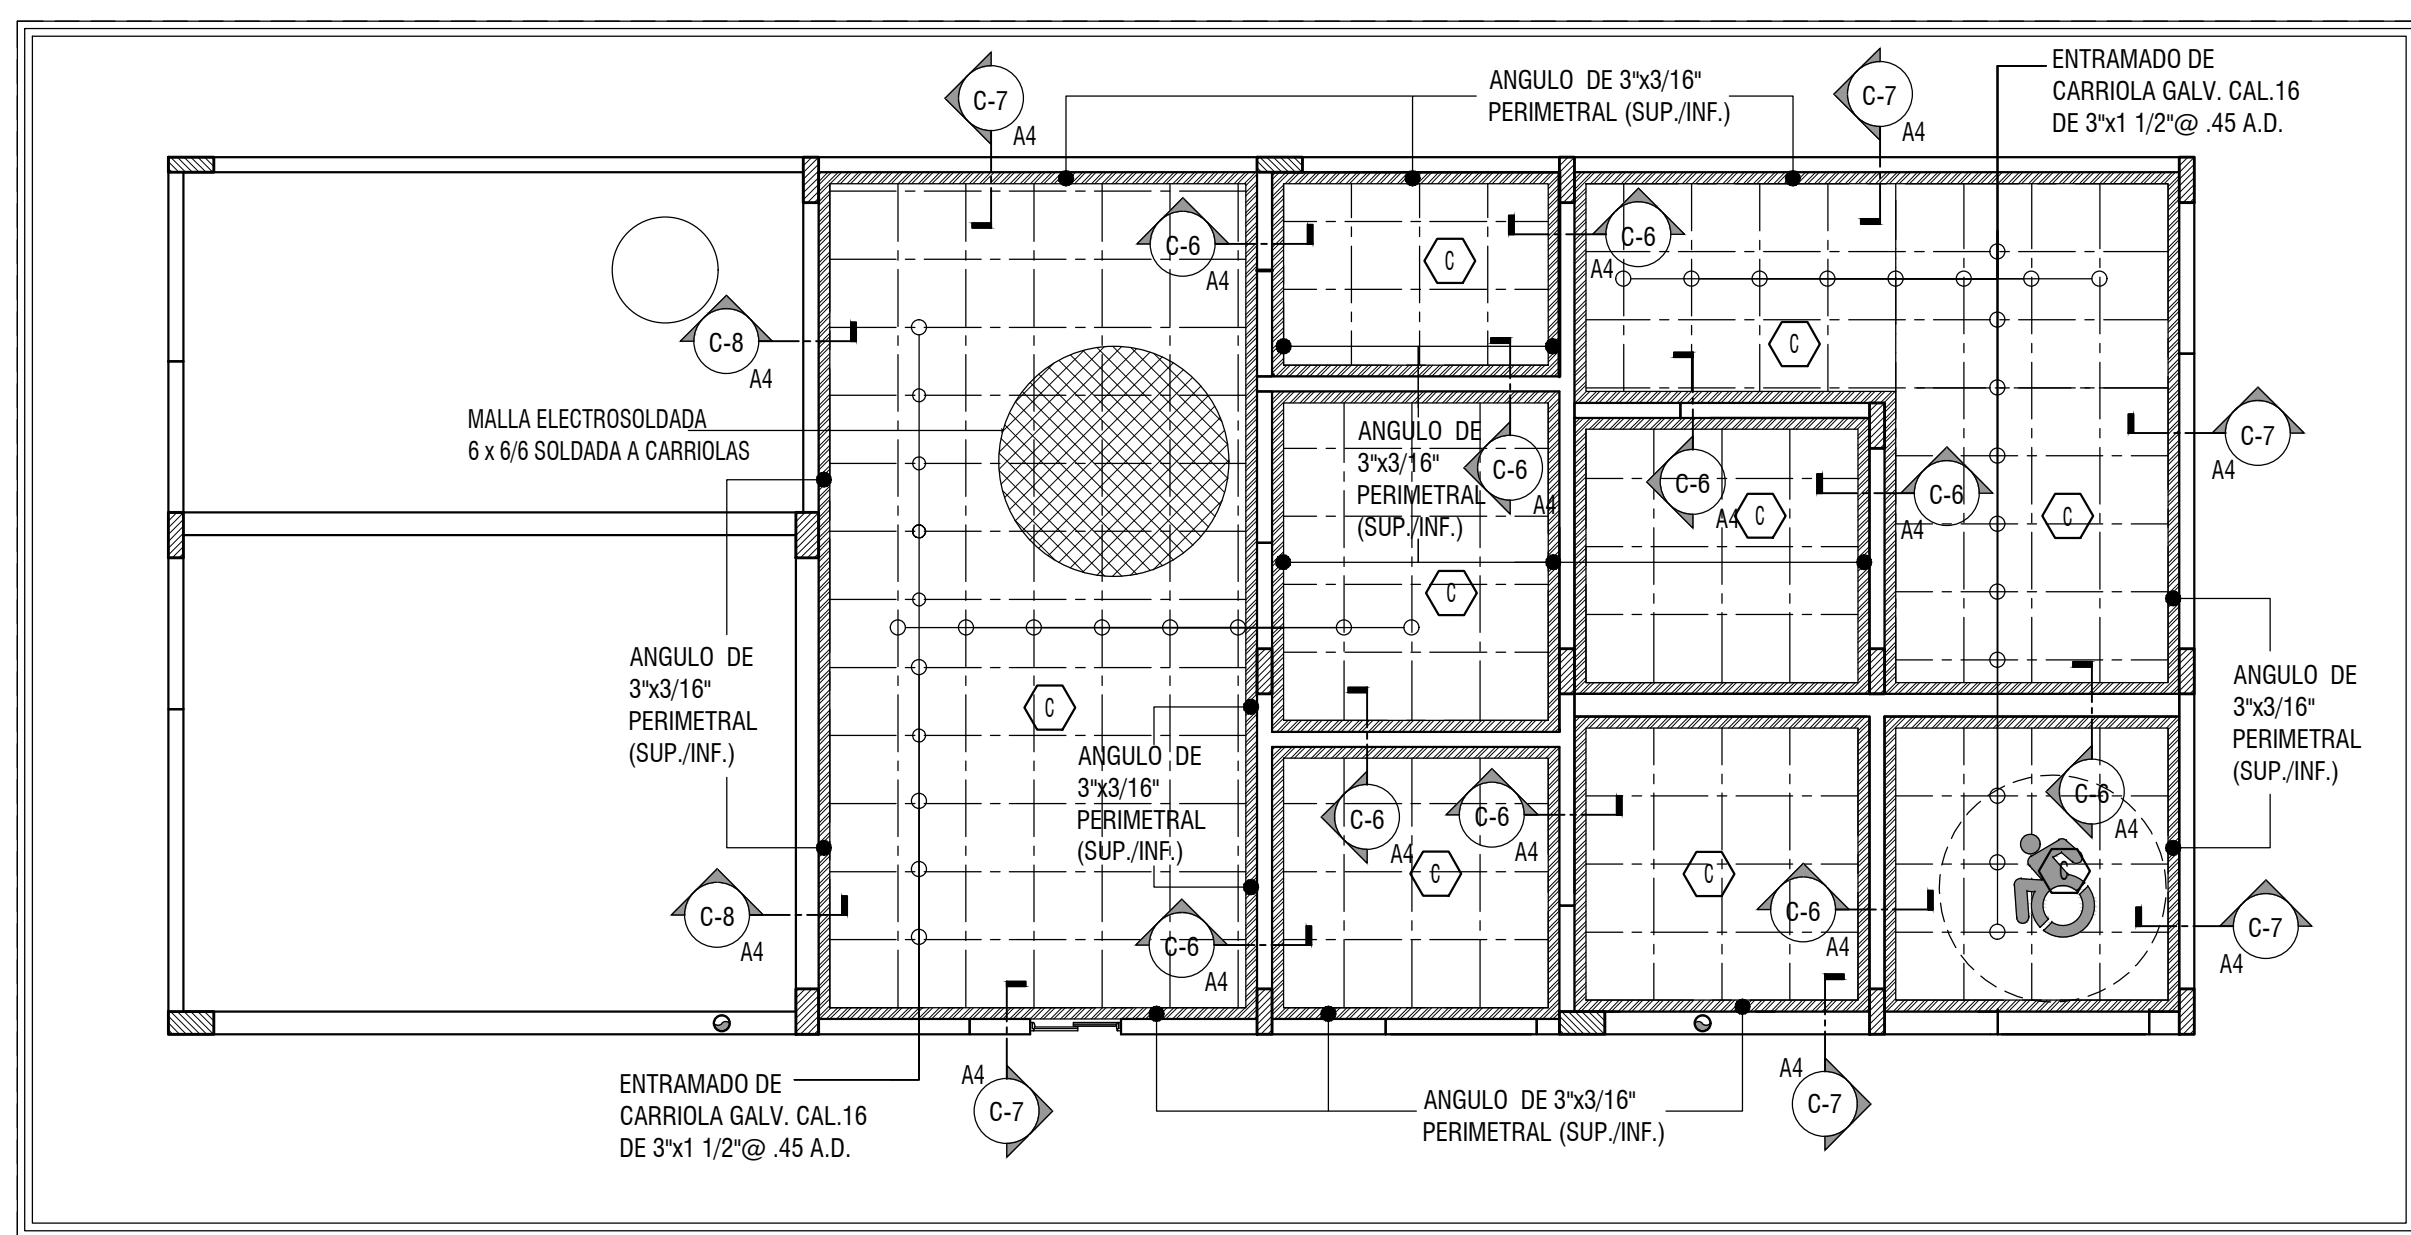 ENTRAMADO DE
CARRIOLA GALV. CAL.16
DE 3"x1 1/2"@ .45 A.D.
ANGULO DE 3"x3/16"
PERIMETRAL (SUP./INF.)
C-7
A4
C-7
A4
C-6
A4
C-6
A4
C
C-8
A4
C
MALLA ELECTROSOLDADA
6 x 6/6 SOLDADA A CARRIOLAS
ANGULO DE
3"x3/16"
PERIMETRAL
(SUP./INF.)
C-6
A4
C-6
A4
C
C-6
A4
C
C-7
A4
C
ANGULO DE
3"x3/16"
PERIMETRAL
(SUP./INF.)
C
ANGULO DE
3"x3/16"
PERIMETRAL
(SUP./INF.)
ANGULO DE
3"x3/16"
PERIMETRAL
(SUP./INF.)
C-6
A4
C
C-6
A4
C
C-6
A4
C
C-8
A4
C-6
A4
C-6
A4
C-7
A4
ENTRAMADO DE
CARRIOLA GALV. CAL.16
DE 3"x1 1/2"@ .45 A.D.
A4
C-7
ANGULO DE 3"x3/16"
PERIMETRAL (SUP./INF.)
A4
C-7